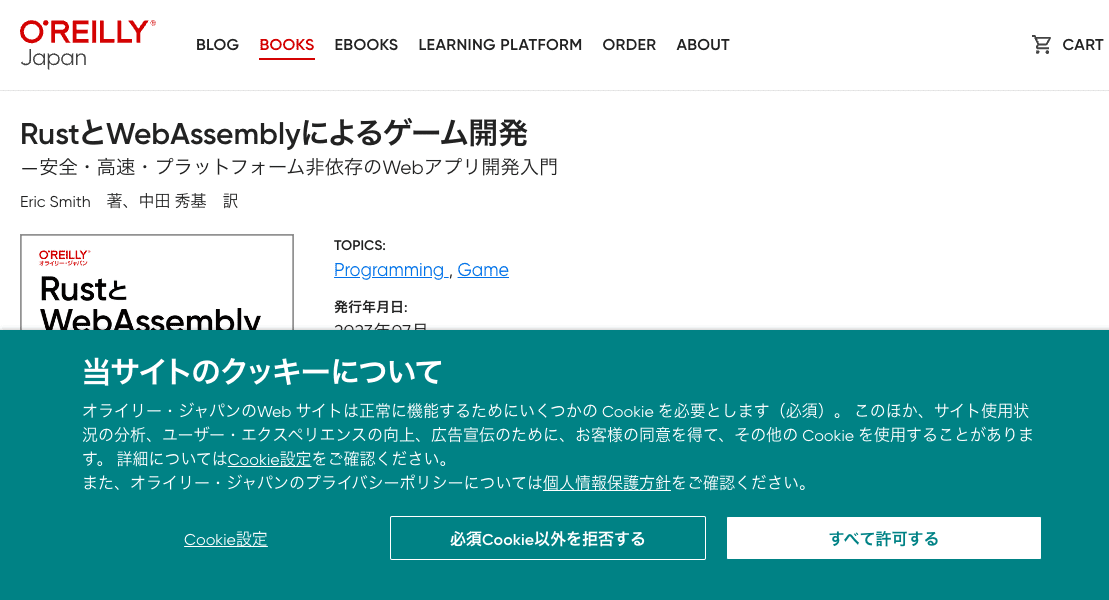 O'REILLY®
Japan
BLOG BOOKS EBOOKS LEARNING PLATFORM ORDER ABOUT CART
RustとWebAssemblyによるゲーム開発
―安全・高速・プラットフォーム非依存のWebアプリ開発入門
Eric Smith 著、中田 秀基 訳
O'REILLY®
オライリー・ジャパン
Rustと
WebAssembly
TOPICS:
Programming , Game
発行年月日:
2023年07月
当サイトのクッキーについて
オライリー・ジャパンのWeb サイトは正常に機能するためにいくつかの Cookie を必要とします（必須）。 このほか、サイト使用状
況の分析、ユーザー・エクスペリエンスの向上、広告宣伝のために、お客様の同意を得て、その他の Cookie を使用することがありま
す。 詳細についてはCookie設定をご確認ください。
また、オライリー・ジャパンのプライバシーポリシーについては個人情報保護方針をご確認ください。
Cookie設定 必須Cookie以外を拒否する すべて許可する